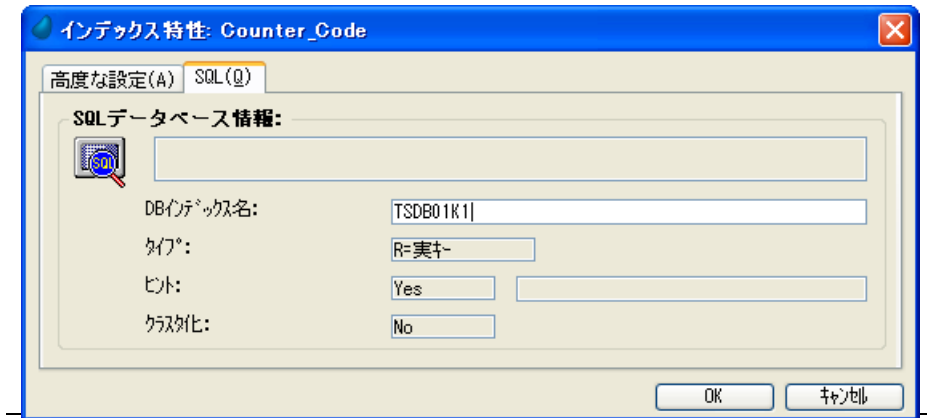 インデックス特性: Counter_Code
高度な設定(A) SQL(Q)
SQLデータベース情報:
SQL
DBインデックス名: TSDB01K1
タイプ: R=実キー
ヒント: Yes
クラスタ化: No
OK キャンセル